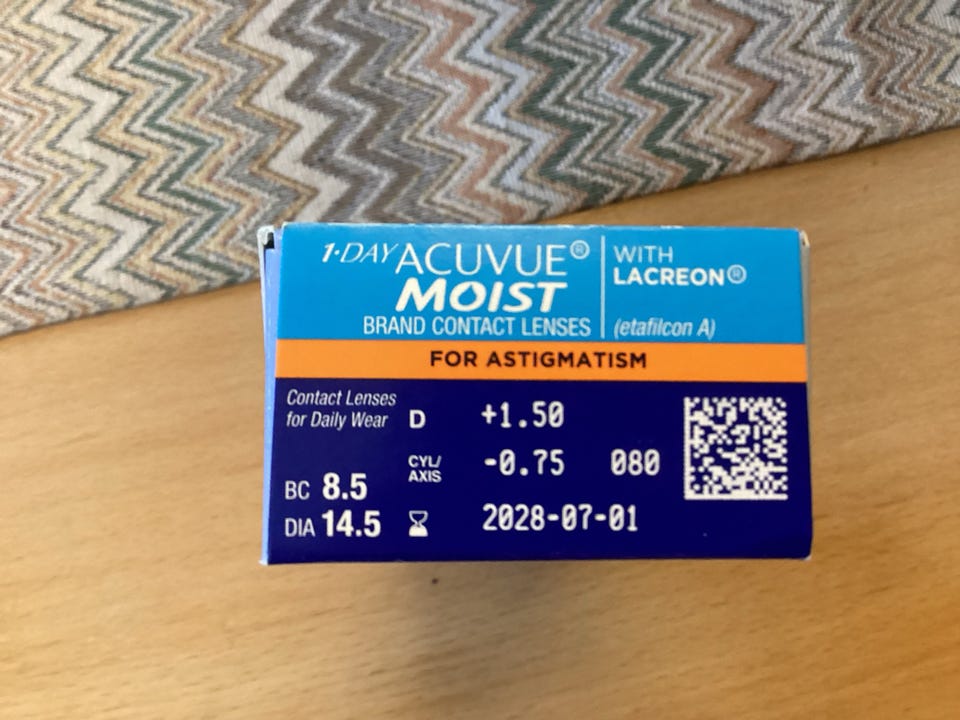 1·DAY ACUVUE®
MOIST
BRAND CONTACT LENSES
WITH
LACREON®
(etafilcon A)
FOR ASTIGMATISM
Contact Lenses
for Daily Wear
D +1.50
CYL/
AXIS -0.75 080
BC 8.5
DIA 14.5
2028-07-01